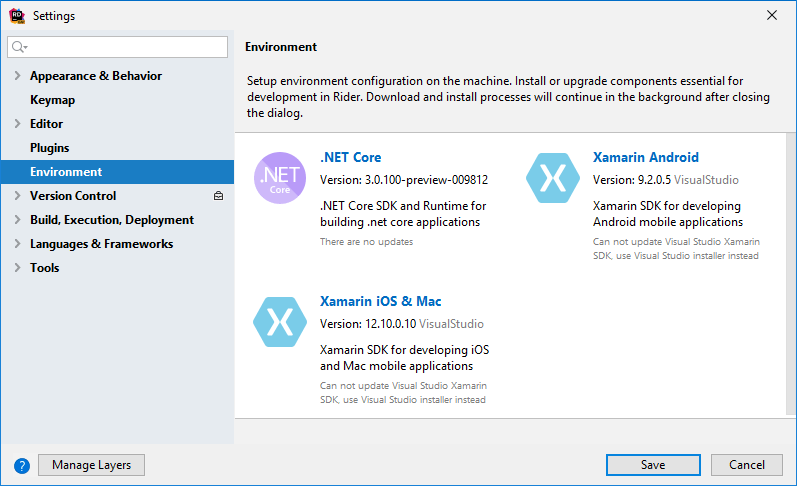 Settings
Appearance & Behavior
Keymap
Editor
Plugins
Environment
Version Control
Build, Execution, Deployment
Languages & Frameworks
Tools
Environment
Setup environment configuration on the machine. Install or upgrade components essential for
development in Rider. Download and install processes will continue in the background after closing
the dialog.
.NET
Core
.NET Core
Version: 3.0.100-preview-009812
.NET Core SDK and Runtime for
building .net core applications
There are no updates
Xamarin Android
Version: 9.2.0.5 VisualStudio
Xamarin SDK for developing
Android mobile applications
Can not update Visual Studio Xamarin
SDK, use Visual Studio installer instead
Xamarin iOS & Mac
Version: 12.10.0.10 VisualStudio
Xamarin SDK for developing iOS
and Mac mobile applications
Can not update Visual Studio Xamarin
SDK, use Visual Studio installer instead
?
Manage Layers
Save
Cancel